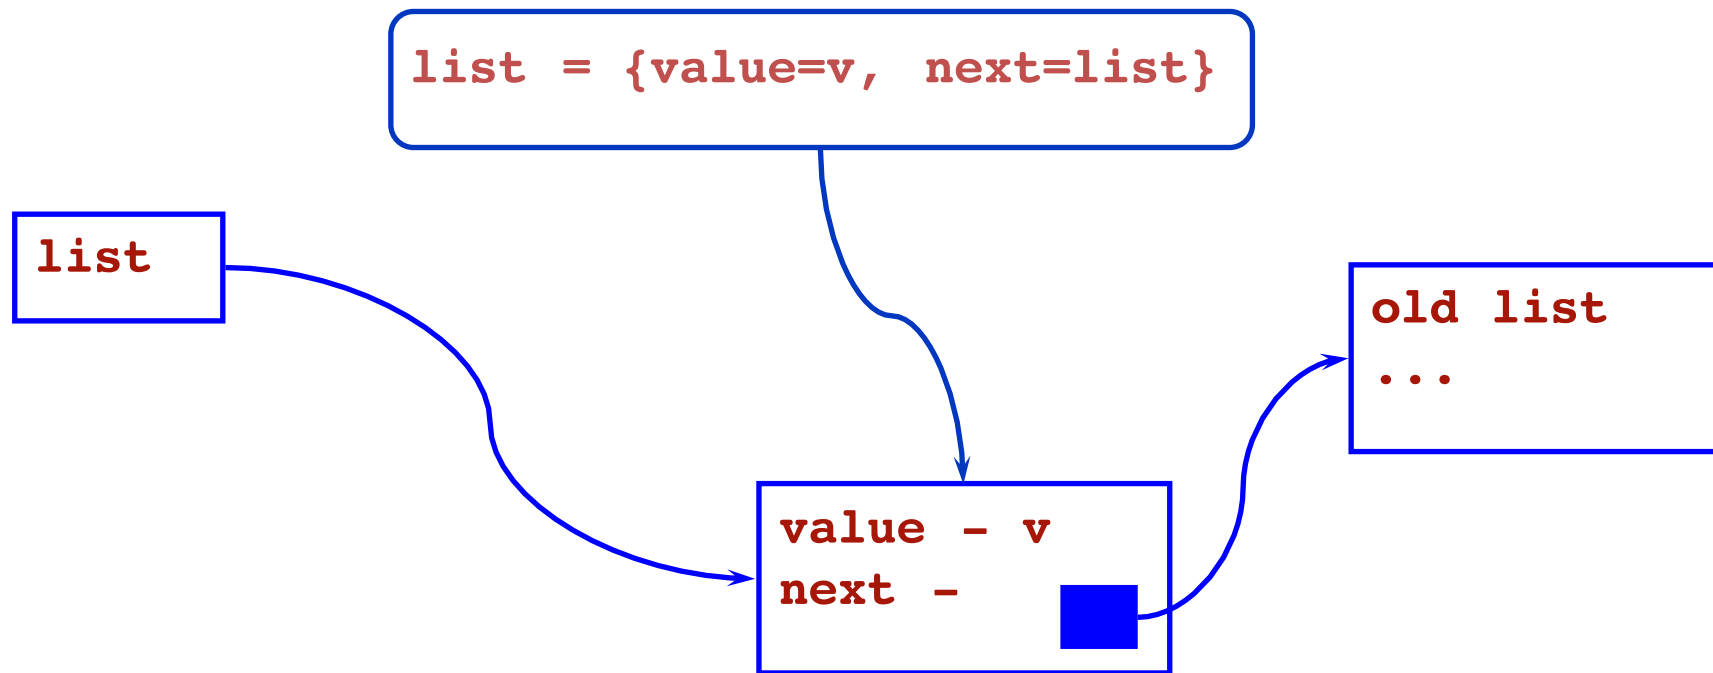 list = {value=v, next=list}
list
old list
...
value - v
next -